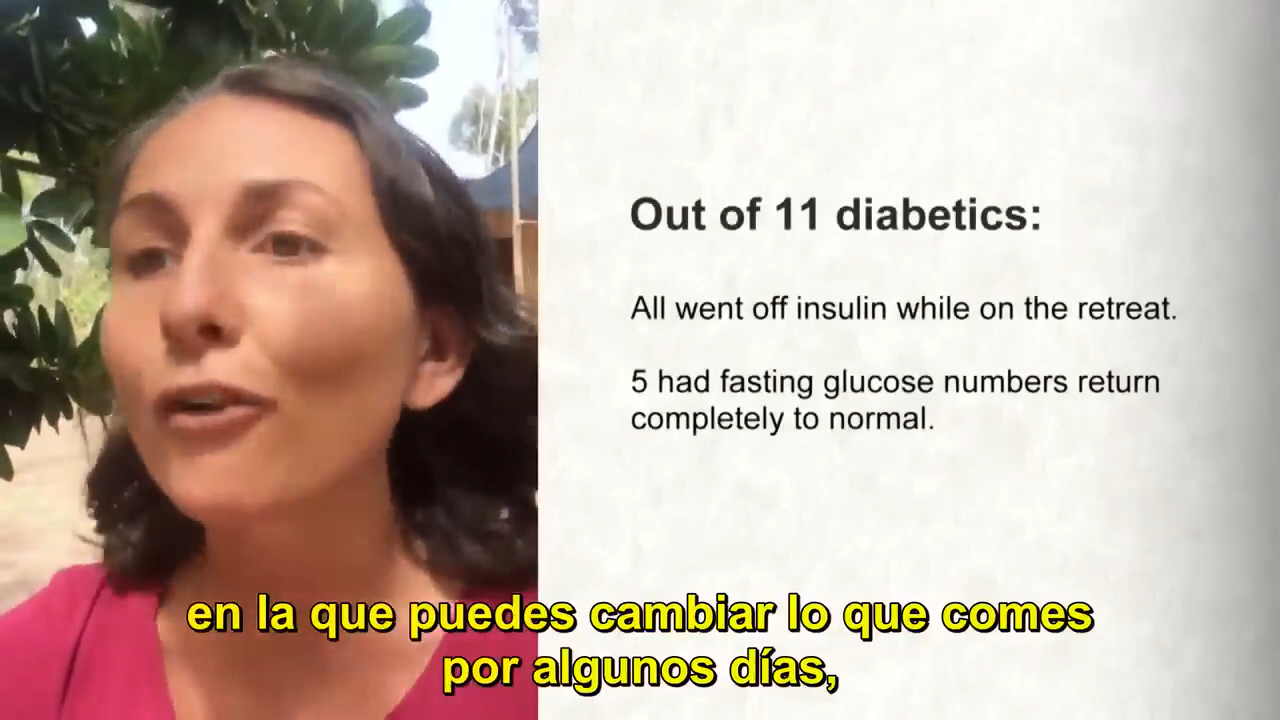 Out of 11 diabetics:
All went off insulin while on the retreat.
5 had fasting glucose numbers return
completely to normal.
en la que puedes cambiar lo que comes
por algunos días,